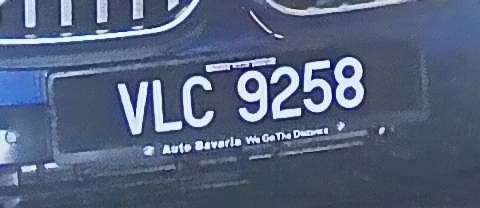 VLC 9258
Auto Bavaria We Go The Distance